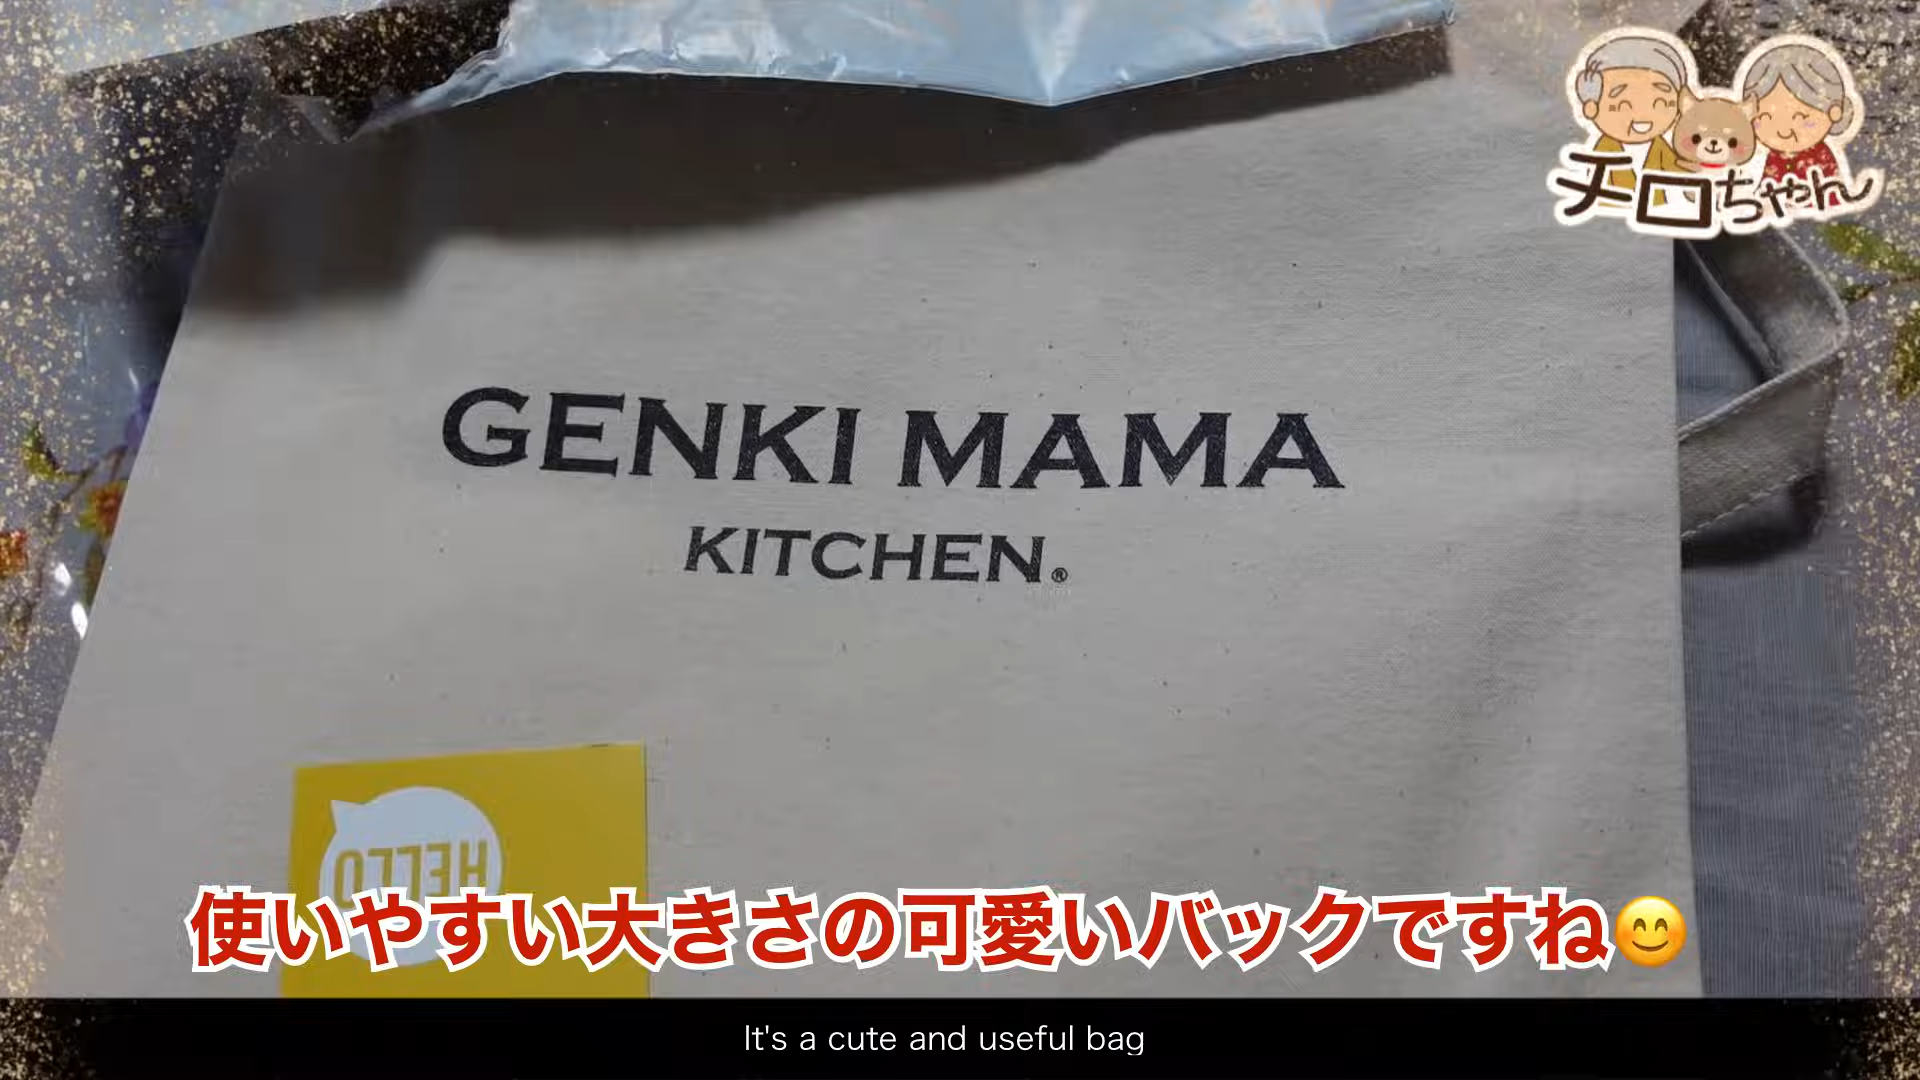 チロちゃん
GENKI MAMA
KITCHEN®
HELLO
使いやすい大きさの可愛いバックですね😊
It's a cute and useful bag